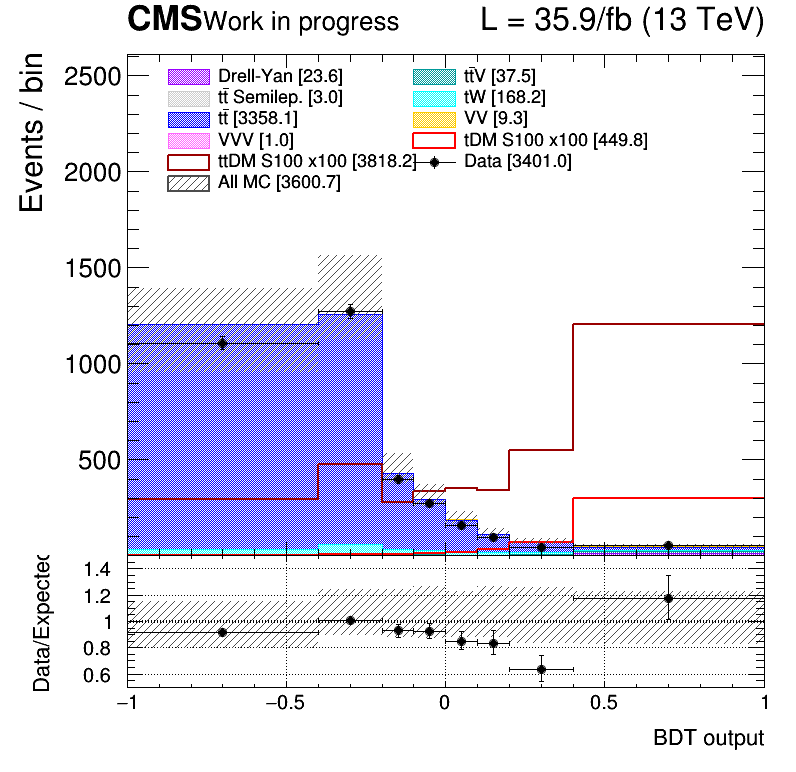 CMS Work in progress L = 35.9/fb (13 TeV)
Events / bin
2500
2000
1500
1000
500
Drell-Yan [23.6]
tt̄V [37.5]
tt̄ Semilep. [3.0]
tW [168.2]
tt̄ [3358.1]
VV [9.3]
VVV [1.0]
tDM S100 x100 [449.8]
ttDM S100 x100 [3818.2]
Data [3401.0]
All MC [3600.7]
Data/Expected
1.4
1.2
1
0.8
0.6
−1 −0.5 0 0.5 1
BDT output